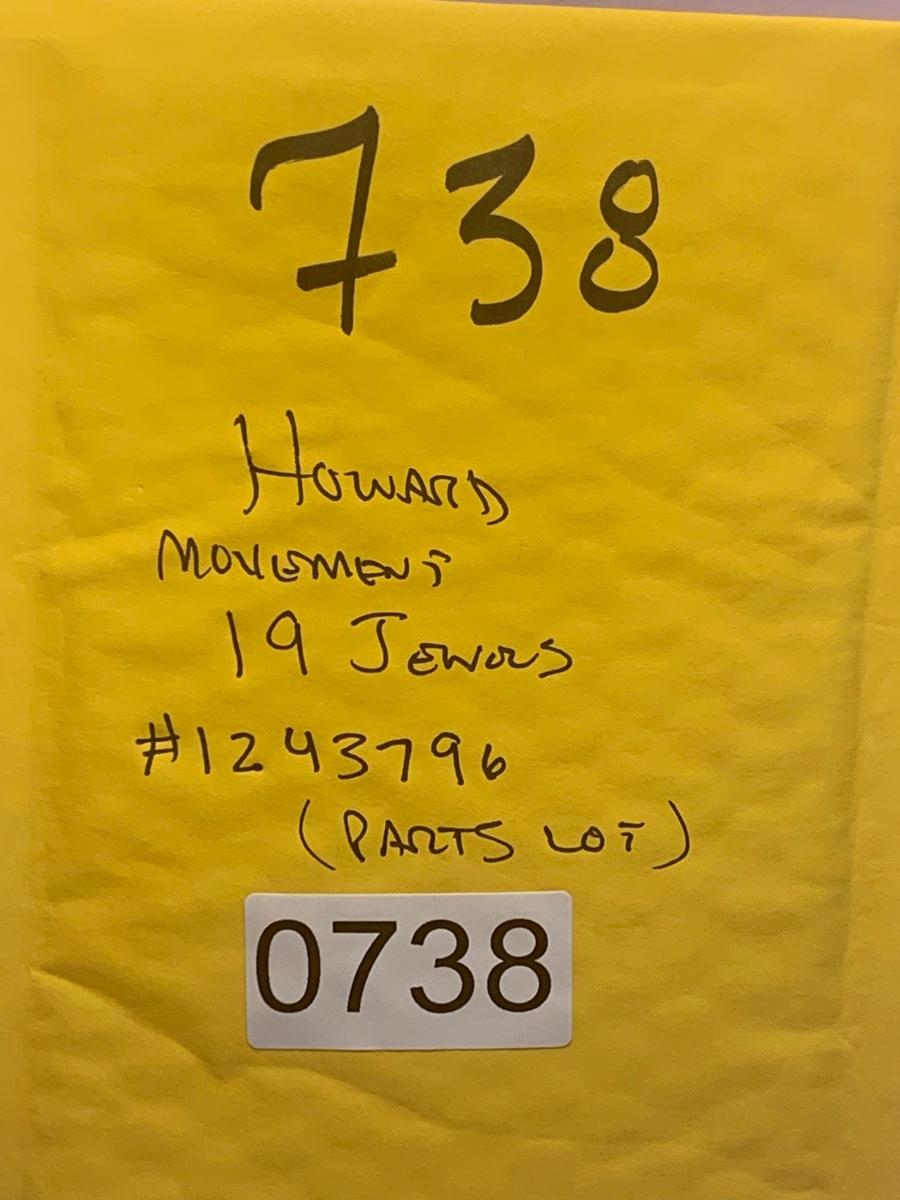 738
HOWARD
MOVEMENT
19 JEWELS
#1243796
(PARTS LOT)
0738